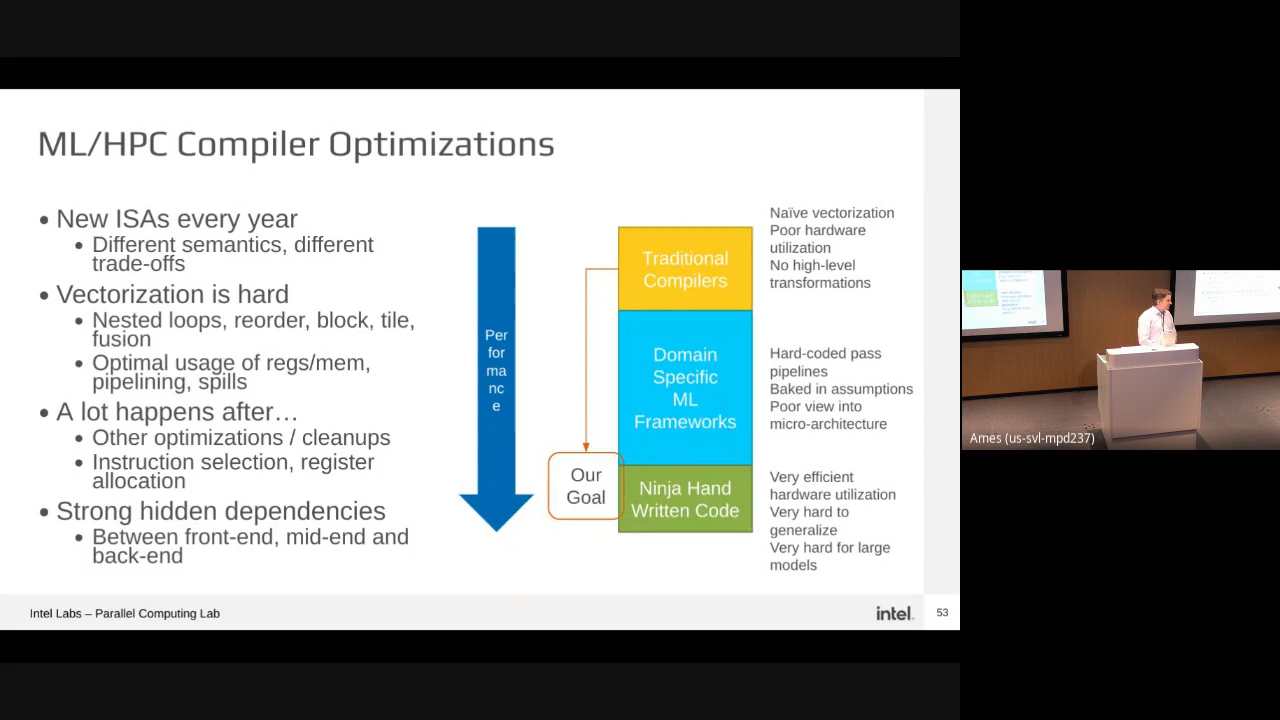 ML/HPC Compiler Optimizations
• New ISAs every year
• Different semantics, different
trade-offs
• Vectorization is hard
• Nested loops, reorder, block, tile,
fusion
• Optimal usage of regs/mem,
pipelining, spills
• A lot happens after…
• Other optimizations / cleanups
• Instruction selection, register
allocation
• Strong hidden dependencies
• Between front-end, mid-end and
back-end
Per
for
ma
nc
e
Our
Goal
Traditional
Compilers
Domain
Specific
ML
Frameworks
Ninja Hand
Written Code
Naïve vectorization
Poor hardware
utilization
No high-level
transformations
Hard-coded pass
pipelines
Baked in assumptions
Poor view into
micro-architecture
Very efficient
hardware utilization
Very hard to
generalize
Very hard for large
models
Intel Labs – Parallel Computing Lab
intel.
53
Ames (us-svl-mpd237)